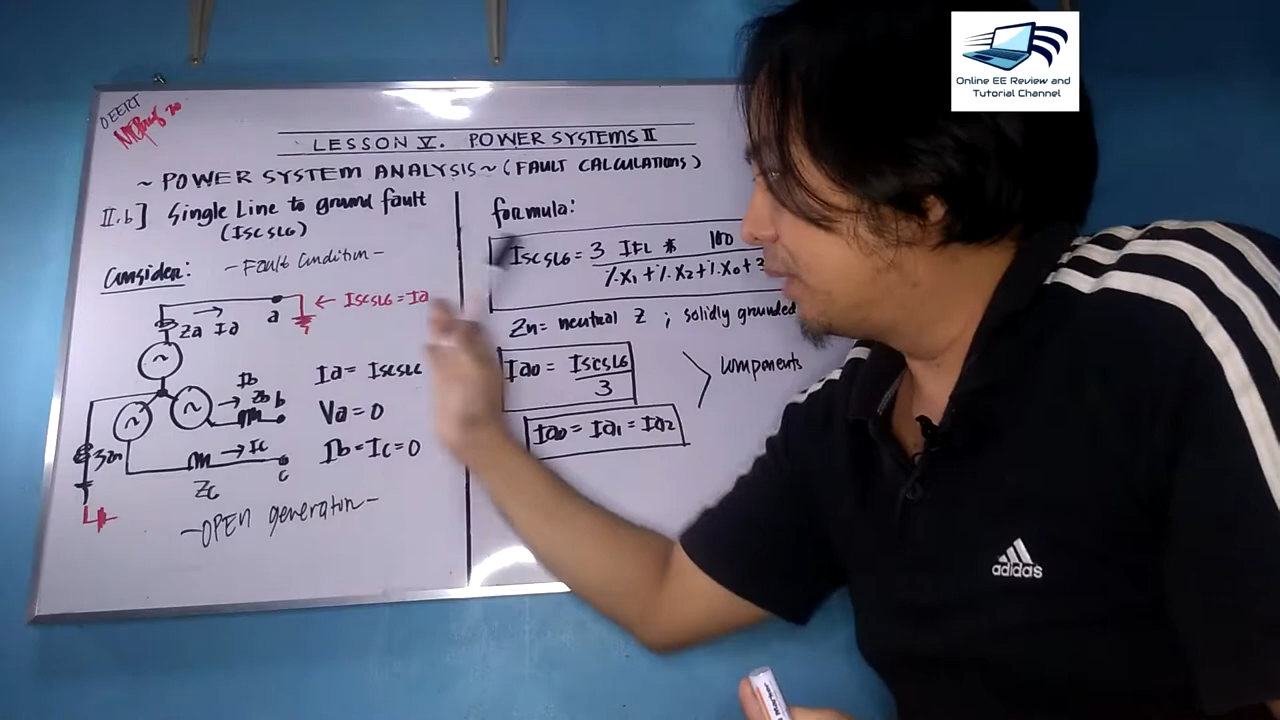 Online EE Review and
Tutorial Channel
OEERT
LESSON V. POWER SYSTEMS II
~ POWER SYSTEM ANALYSIS ~ (FAULT CALCULATIONS)
II.b] Single Line to ground fault
(ISCSLG)
Consider: - Fault Condition -
← ISCSLG = Ia
a
Za Ia
Ib
Zb b
→ Ic
c
Zc
Ia = ISCSLG
Va = 0
Ib = Ic = 0
- OPEN generator -
formula:
ISCSLG = 3 IFL * 100
%X1 + %X2 + %X0 + 3
Zn = neutral Z ; solidly grounded
Ia0 = ISCSLG
3
components
Ia0 = Ia1 = Ia2
adidas